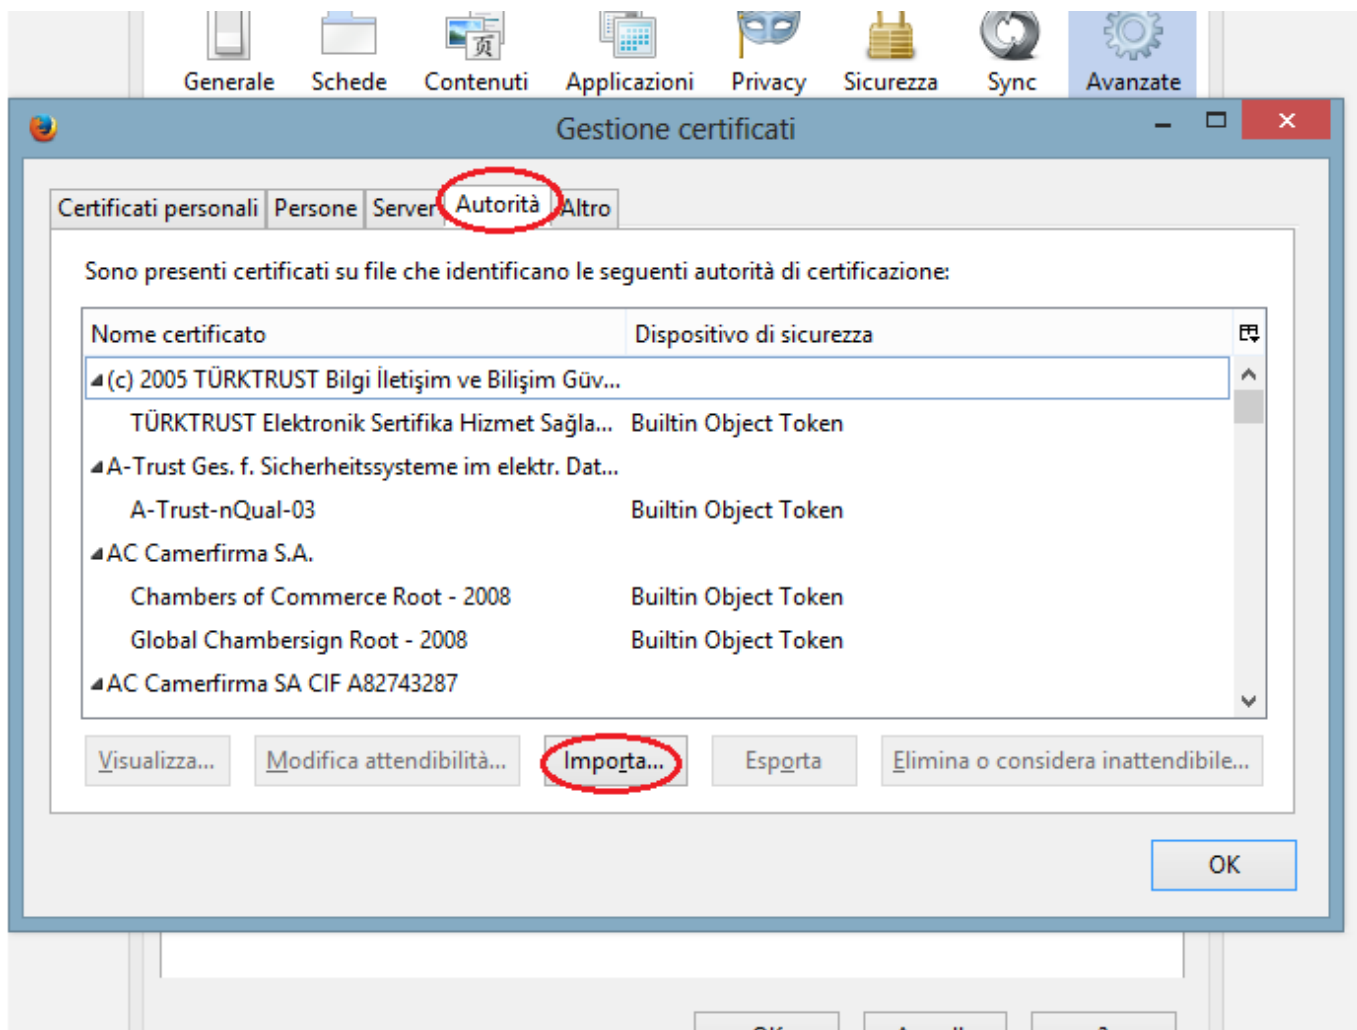 Generale Schede Contenuti Applicazioni Privacy Sicurezza Sync Avanzate
Gestione certificati
Certificati personali Persone Server Autorità Altro
Sono presenti certificati su file che identificano le seguenti autorità di certificazione:
Nome certificato Dispositivo di sicurezza
(c) 2005 TÜRKTRUST Bilgi İletişim ve Bilişim Güv...
TÜRKTRUST Elektronik Sertifika Hizmet Sağla... Builtin Object Token
A-Trust Ges. f. Sicherheitssysteme im elektr. Dat...
A-Trust-nQual-03 Builtin Object Token
AC Camerfirma S.A.
Chambers of Commerce Root - 2008 Builtin Object Token
Global Chambersign Root - 2008 Builtin Object Token
AC Camerfirma SA CIF A82743287
Visualizza... Modifica attendibilità... Importa... Esporta Elimina o considera inattendibile...
OK